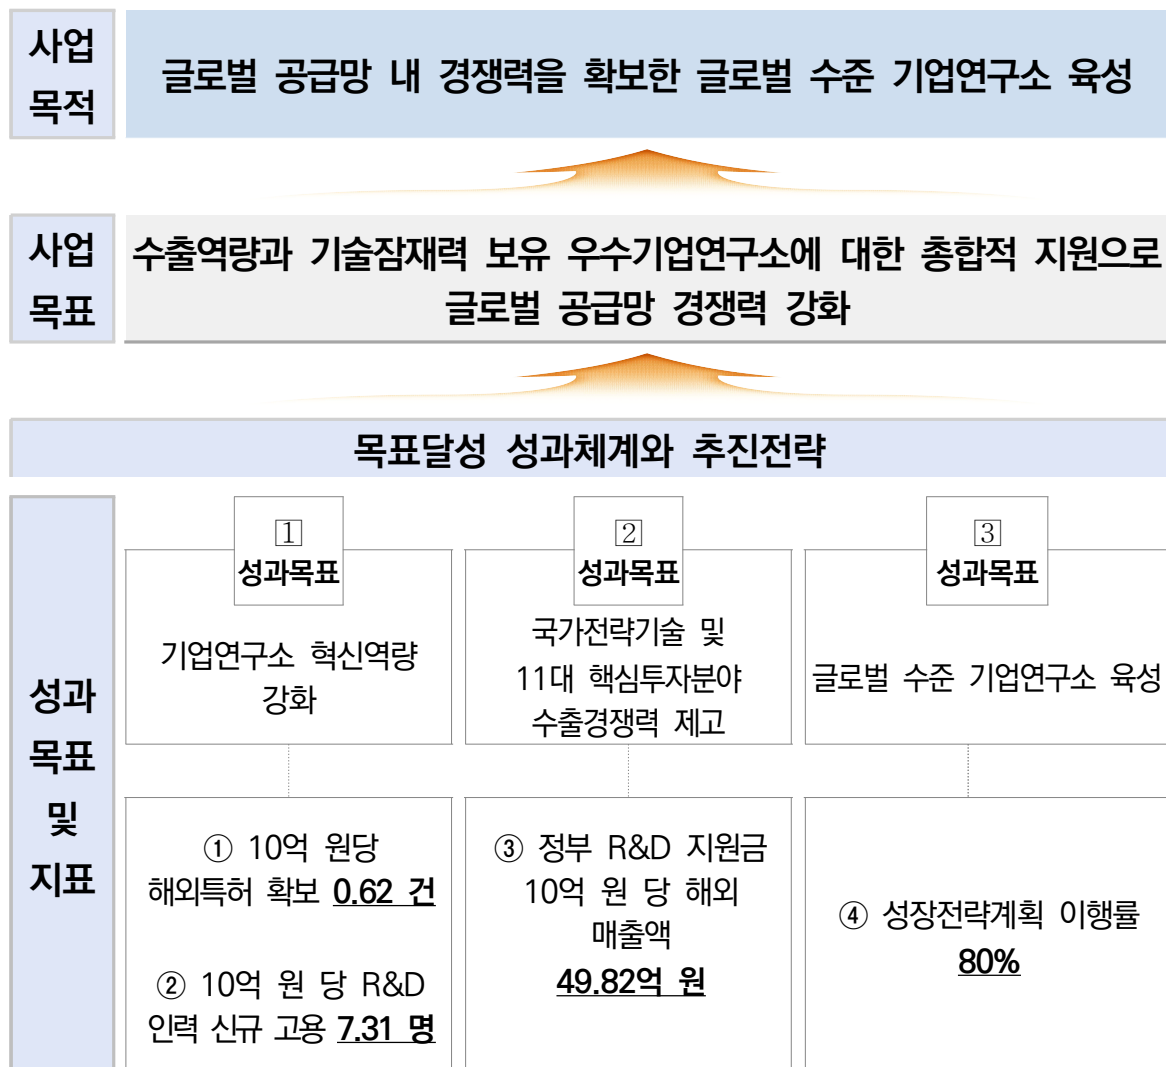 사업
목적
글로벌 공급망 내 경쟁력을 확보한 글로벌 수준 기업연구소 육성
사업
목표
수출역량과 기술잠재력 보유 우수기업연구소에 대한 총합적 지원으로
글로벌 공급망 경쟁력 강화
목표달성 성과체계와 추진전략
성과
목표
및
지표
1
성과목표
기업연구소 혁신역량
강화
① 10억 원당
해외특허 확보 0.62 건
② 10억 원 당 R&D
인력 신규 고용 7.31 명
2
성과목표
국가전략기술 및
11대 핵심투자분야
수출경쟁력 제고
③ 정부 R&D 지원금
10억 원 당 해외
매출액
49.82억 원
3
성과목표
글로벌 수준 기업연구소 육성
④ 성장전략계획 이행률
80%